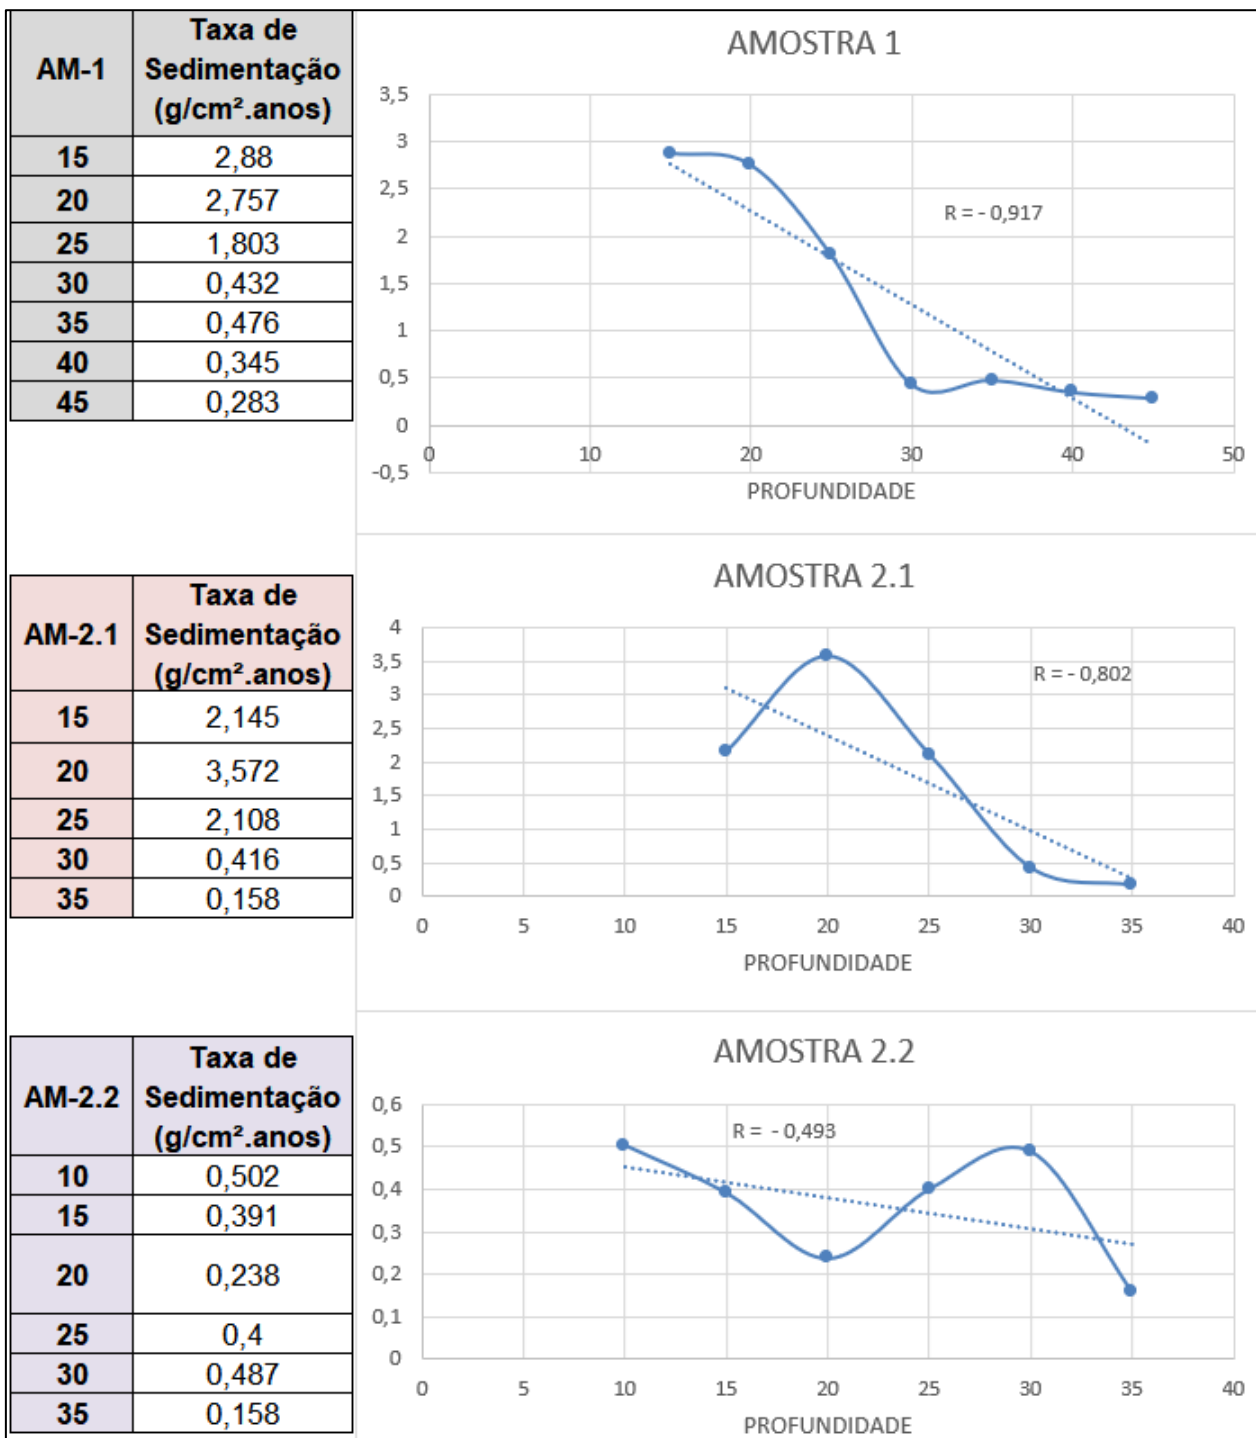 AM-1
Taxa de
Sedimentação
(g/cm².anos)
15 2,88
20 2,757
25 1,803
30 0,432
35 0,476
40 0,345
45 0,283
AMOSTRA 1
3,5
3
2,5
2
1,5
1
0,5
0
-0,5
R = - 0,917
0 10 20 30 40 50
PROFUNDIDADE
AM-2.1
Taxa de
Sedimentação
(g/cm².anos)
15 2,145
20 3,572
25 2,108
30 0,416
35 0,158
AMOSTRA 2.1
4
3,5
3
2,5
2
1,5
1
0,5
0
R = - 0,802
0 5 10 15 20 25 30 35 40
PROFUNDIDADE
AM-2.2
Taxa de
Sedimentação
(g/cm².anos)
10 0,502
15 0,391
20 0,238
25 0,4
30 0,487
35 0,158
AMOSTRA 2.2
0,6
0,5
0,4
0,3
0,2
0,1
0
R = - 0,493
0 5 10 15 20 25 30 35 40
PROFUNDIDADE